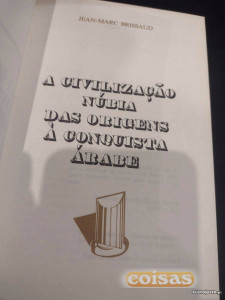 JEAN-MARC BRISSAUD
A CIVILIZAÇÃO
NÚBIA
DAS ORIGENS
À CONQUISTA
ÁRABE
coisas